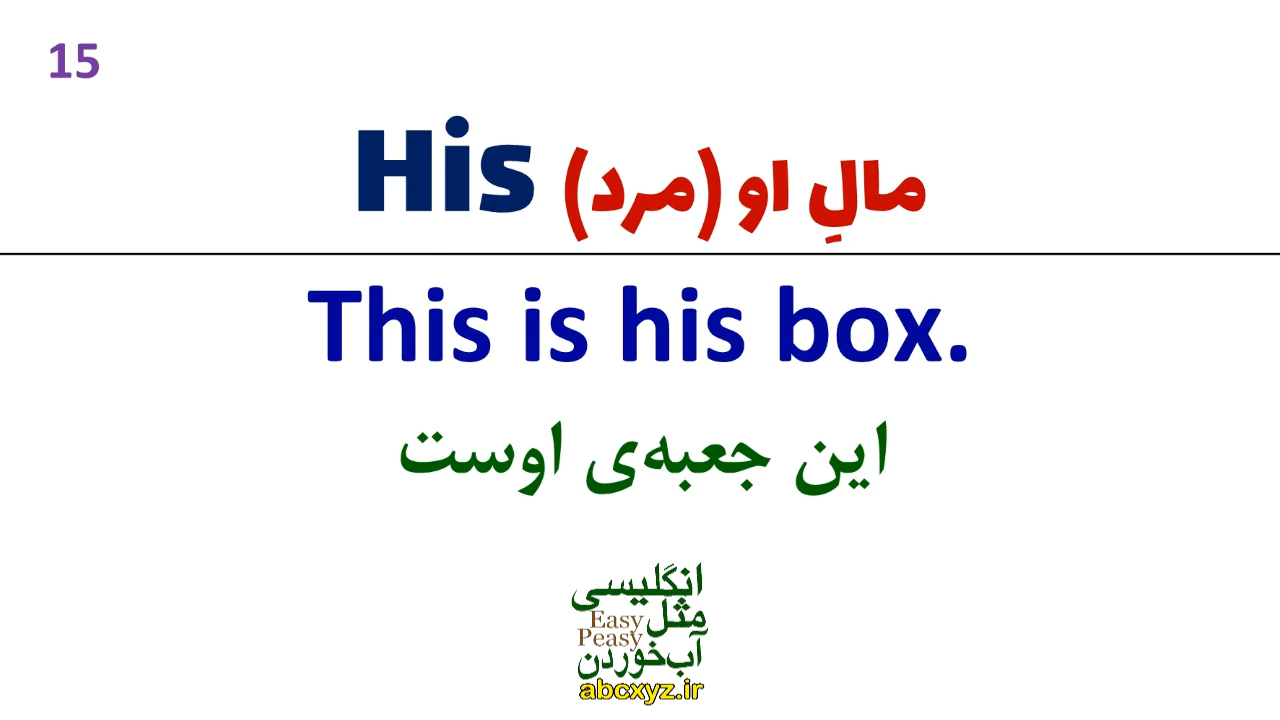 15
His مالِ او (مرد)
This is his box.
این جعبه‌ی اوست
انگلیسی
مثل
Easy
Peasy
آب‌خوردن
abcxyz.ir